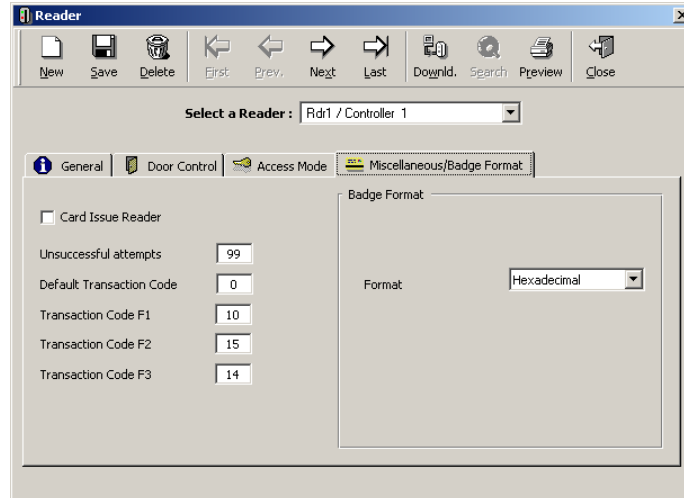 Reader
New Save Delete First Prev. Next Last Downld. Search Preview Close
Select a Reader : Rdr1 / Controller 1
General Door Control Access Mode Miscellaneous/Badge Format
Badge Format
Card Issue Reader
Unsuccessful attempts 99
Default Transaction Code 0
Format Hexadecimal
Transaction Code F1 10
Transaction Code F2 15
Transaction Code F3 14